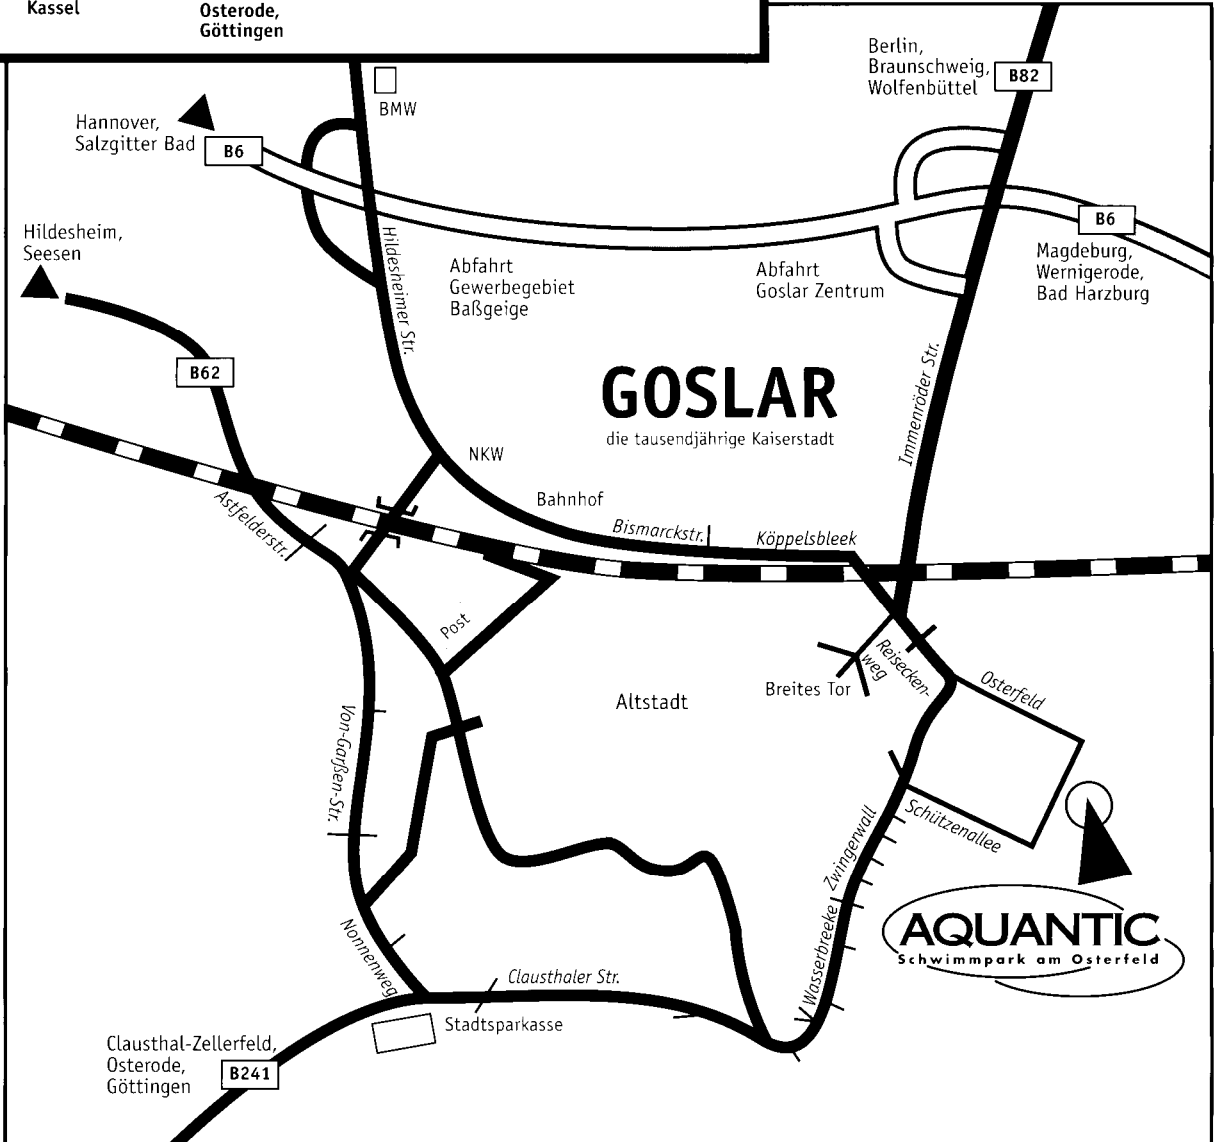 Kassel
Osterode,
Göttingen
Berlin,
Braunschweig,
Wolfenbüttel
B82
BMW
Hannover,
Salzgitter Bad
B6
Hildesheim,
Seesen
B6
Magdeburg,
Wernigerode,
Bad Harzburg
Hildesheimer Str.
Abfahrt
Gewerbegebiet
Baßgeige
Abfahrt
Goslar Zentrum
B62
GOSLAR
die tausendjährige Kaiserstadt
Immenröder Str.
NKW
Bahnhof
Astfelderstr.
Bismarckstr.
Köppelsbleek
Post
Reisecken-
weg
Breites Tor
Osterfeld
Altstadt
Von-Garßen-Str.
Schützenallee
Zwingerwall
AQUANTIC
Schwimmpark am Osterfeld
Wasserbreeke
Nonnenweg
Clausthaler Str.
Stadtsparkasse
Clausthal-Zellerfeld,
Osterode,
Göttingen
B241